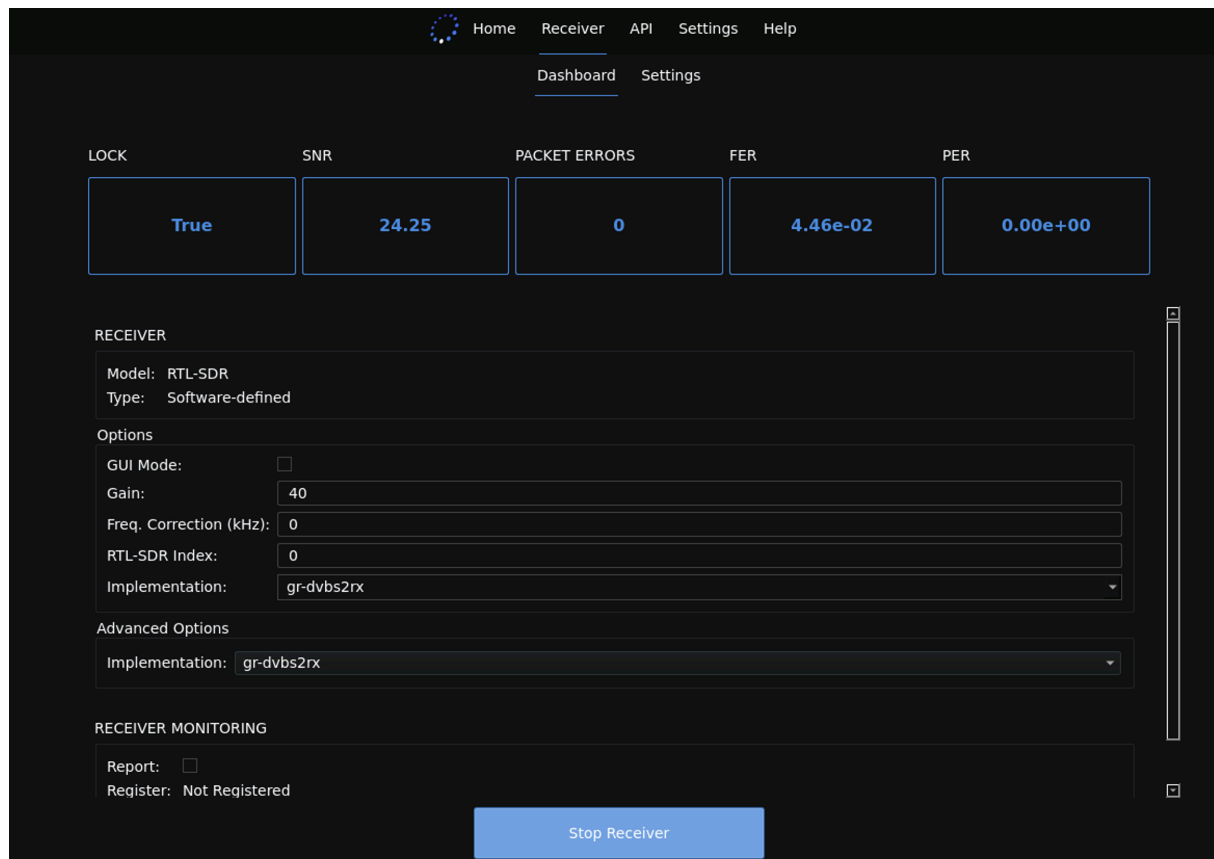 Home Receiver API Settings Help
Dashboard Settings
LOCK SNR PACKET ERRORS FER PER
True 24.25 0 4.46e-02 0.00e+00
RECEIVER
Model: RTL-SDR
Type: Software-defined
Options
GUI Mode:
Gain: 40
Freq. Correction (kHz): 0
RTL-SDR Index: 0
Implementation: gr-dvbs2rx
Advanced Options
Implementation: gr-dvbs2rx
RECEIVER MONITORING
Report:
Register: Not Registered
Stop Receiver